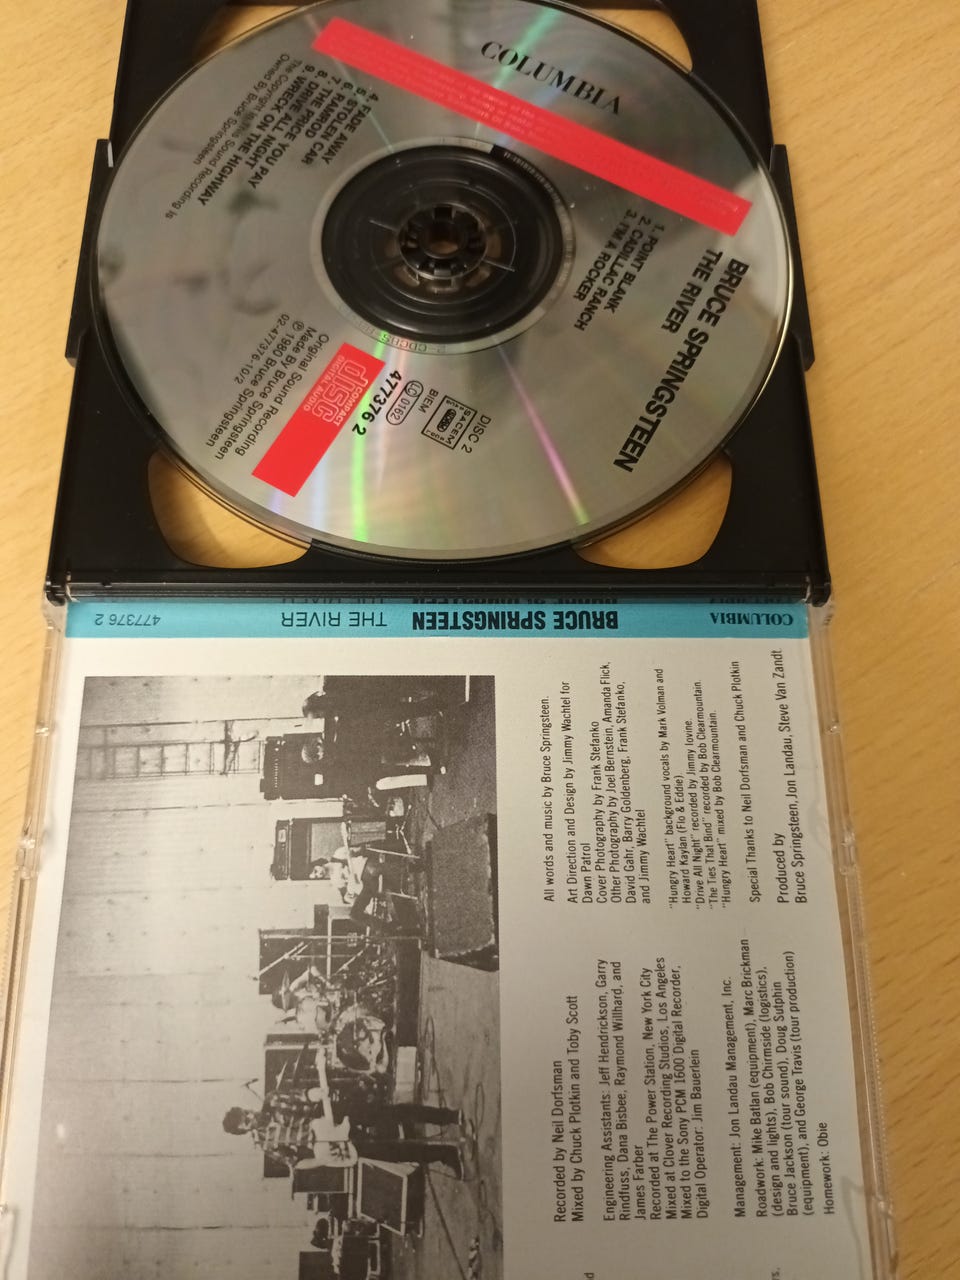 COLUMBIA
BRUCE SPRINGSTEEN
THE RIVER
1. POINT BLANK
2. CADILLAC RANCH
3. I'M A ROCKER
4. FADE AWAY
5. STOLEN CAR
6. RAMROD
7. THE PRICE YOU PAY
8. DRIVE ALL NIGHT
9. WRECK ON THE HIGHWAY
The Copyright In This Sound Recording Is
Owned By Bruce Springsteen
DISC 2
SACEM
BIEM
LC 0162
477376 2
COMPACT
disc
DIGITAL AUDIO
Original Sound Recording
Made By Bruce Springsteen
℗ 1980 Bruce Springsteen
02-477376-10/2
COLUMBIA
BRUCE SPRINGSTEEN
THE RIVER
477376 2
Recorded by Neil Dorfsman
Mixed by Chuck Plotkin and Toby Scott
Engineering Assistants: Jeff Hendrickson, Garry
Rindfuss, Dana Bisbee, Raymond Willhard, and
James Farber
Recorded at The Power Station, New York City
Mixed at Clover Recording Studios, Los Angeles
Mixed to the Sony PCM 1600 Digital Recorder,
Digital Operator: Jim Bauerlein
Management: Jon Landau Management, Inc.
Roadwork: Mike Batlan (equipment), Marc Brickman
(design and lights), Bob Chirmside (logistics),
Bruce Jackson (tour sound), Doug Sutphin
(equipment), and George Travis (tour production)
Homework: Obie
All words and music by Bruce Springsteen.
Art Direction and Design by Jimmy Wachtel for
Dawn Patrol
Cover Photography by Frank Stefanko
Other Photography by Joel Bernstein, Amanda Flick,
David Gahr, Barry Goldenberg, Frank Stefanko,
and Jimmy Wachtel
"Hungry Heart" background vocals by Mark Volman and
Howard Kaylan (Flo & Eddie).
"Drive All Night" recorded by Jimmy Iovine.
"The Ties That Bind" recorded by Bob Clearmountain.
"Hungry Heart" mixed by Bob Clearmountain.
Special Thanks to Neil Dorfsman and Chuck Plotkin
Produced by
Bruce Springsteen, Jon Landau, Steve Van Zandt